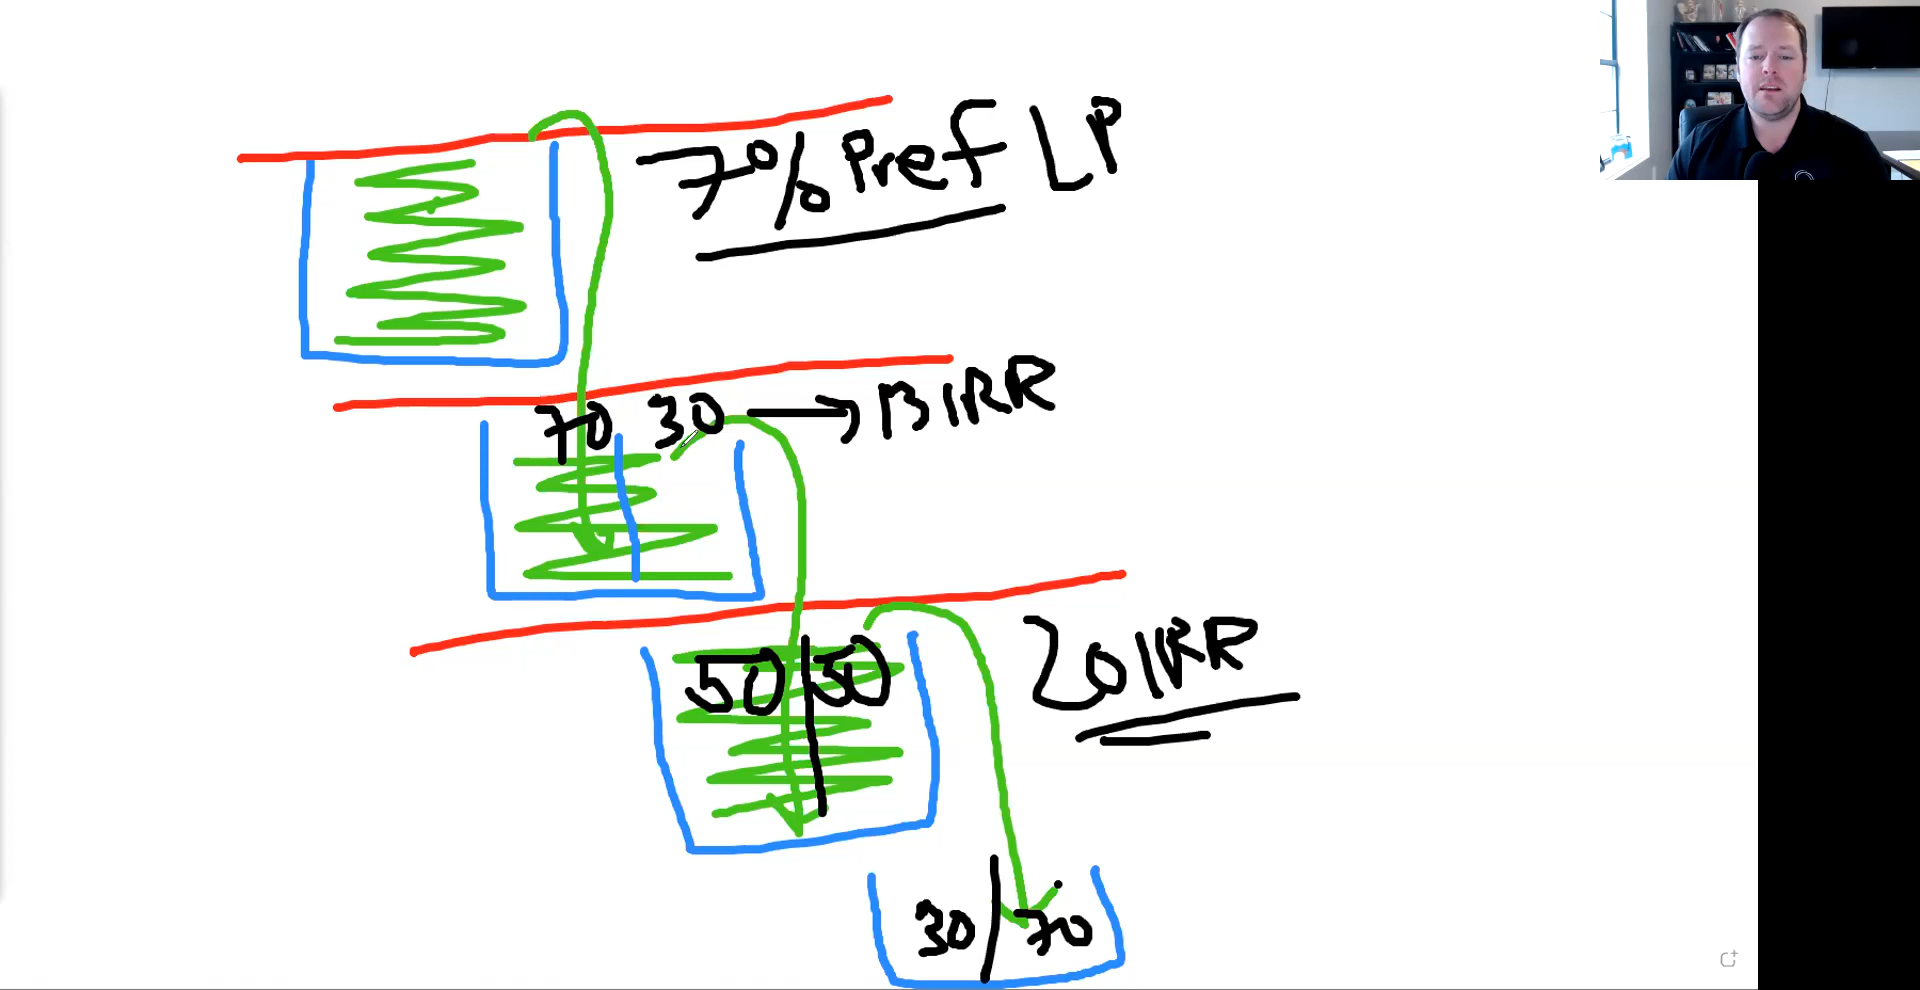 7% Pref LP
70 30 → 13 IRR
50 | 50
20 IRR
30 | 70